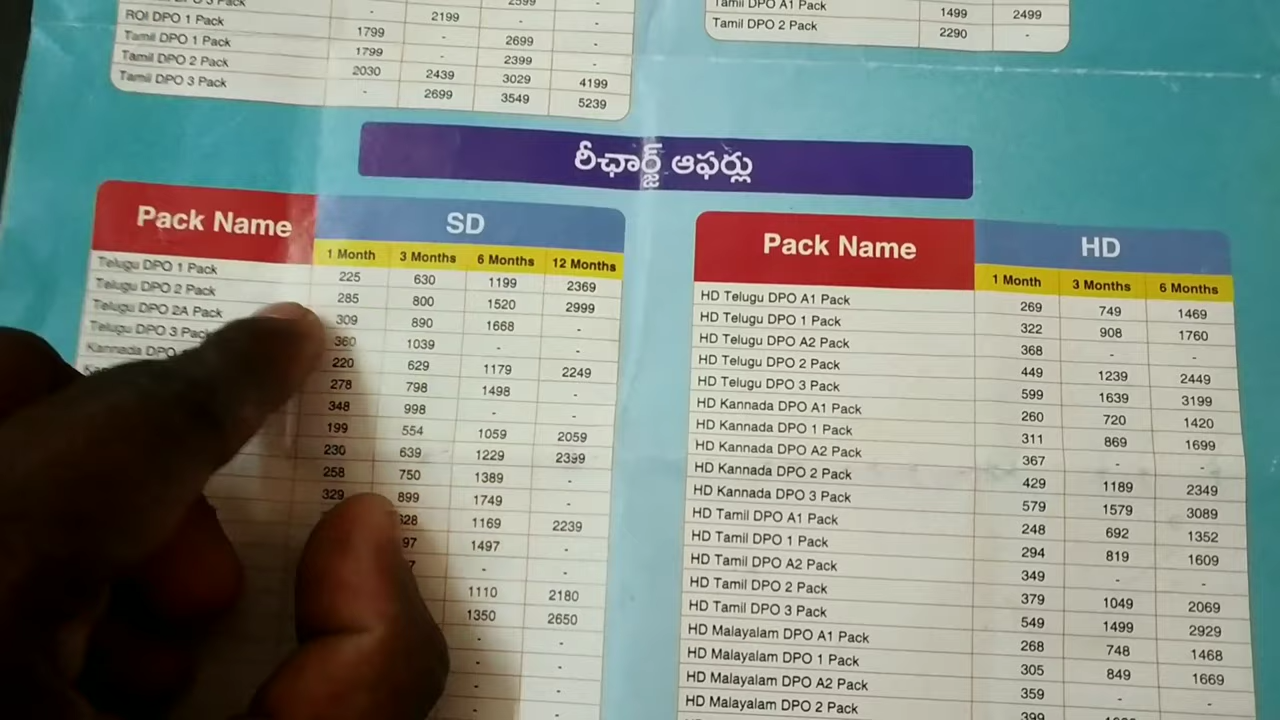 ROI DPO 1 Pack - 2199 - -
Tamil DPO 1 Pack 1799 - 2699 -
Tamil DPO 2 Pack 1799 - 2399 -
Tamil DPO 3 Pack 2030 2439 3029 4199
- 2699 3549 5239
Tamil DPO A1 Pack 1499 2499
Tamil DPO 2 Pack 2290 -
రీఛార్జ్ ఆఫర్లు
Pack Name SD
1 Month 3 Months 6 Months 12 Months
Telugu DPO 1 Pack 225 630 1199 2369
Telugu DPO 2 Pack 285 800 1520 2999
Telugu DPO 2A Pack 309 890 1668 -
Telugu DPO 3 Pack 360 1039 - -
Kannada DPO 220 629 1179 2249
278 798 1498 -
348 998 - -
199 554 1059 2059
230 639 1229 2399
258 750 1389 -
329 899 1749 -
1169 2239
1497 -
- -
1110 2180
1350 2650
-
-
-
-
Pack Name HD
1 Month 3 Months 6 Months
HD Telugu DPO A1 Pack 269 749 1469
HD Telugu DPO 1 Pack 322 908 1760
HD Telugu DPO A2 Pack 368 - -
HD Telugu DPO 2 Pack 449 1239 2449
HD Telugu DPO 3 Pack 599 1639 3199
HD Kannada DPO A1 Pack 260 720 1420
HD Kannada DPO 1 Pack 311 869 1699
HD Kannada DPO A2 Pack 367 - -
HD Kannada DPO 2 Pack 429 1189 2349
HD Kannada DPO 3 Pack 579 1579 3089
HD Tamil DPO A1 Pack 248 692 1352
HD Tamil DPO 1 Pack 294 819 1609
HD Tamil DPO A2 Pack 349 - -
HD Tamil DPO 2 Pack 379 1049 2069
HD Tamil DPO 3 Pack 549 1499 2929
HD Malayalam DPO A1 Pack 268 748 1468
HD Malayalam DPO 1 Pack 305 849 1669
HD Malayalam DPO A2 Pack 359 - -
HD Malayalam DPO 2 Pack 399